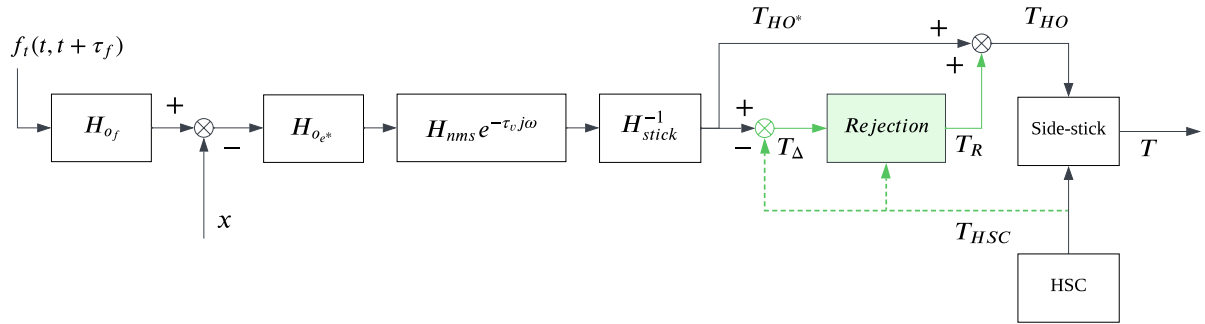 f_t(t, t + τ_f)
H_{o_f}
+
−
x
H_{o_{e*}}
H_{nms}e^{−τ_v jω}
H_{stick}^{−1}
T_{HO*}
+
−
T_Δ
Rejection
T_R
+
+
T_{HO}
Side-stick
T
T_{HSC}
HSC